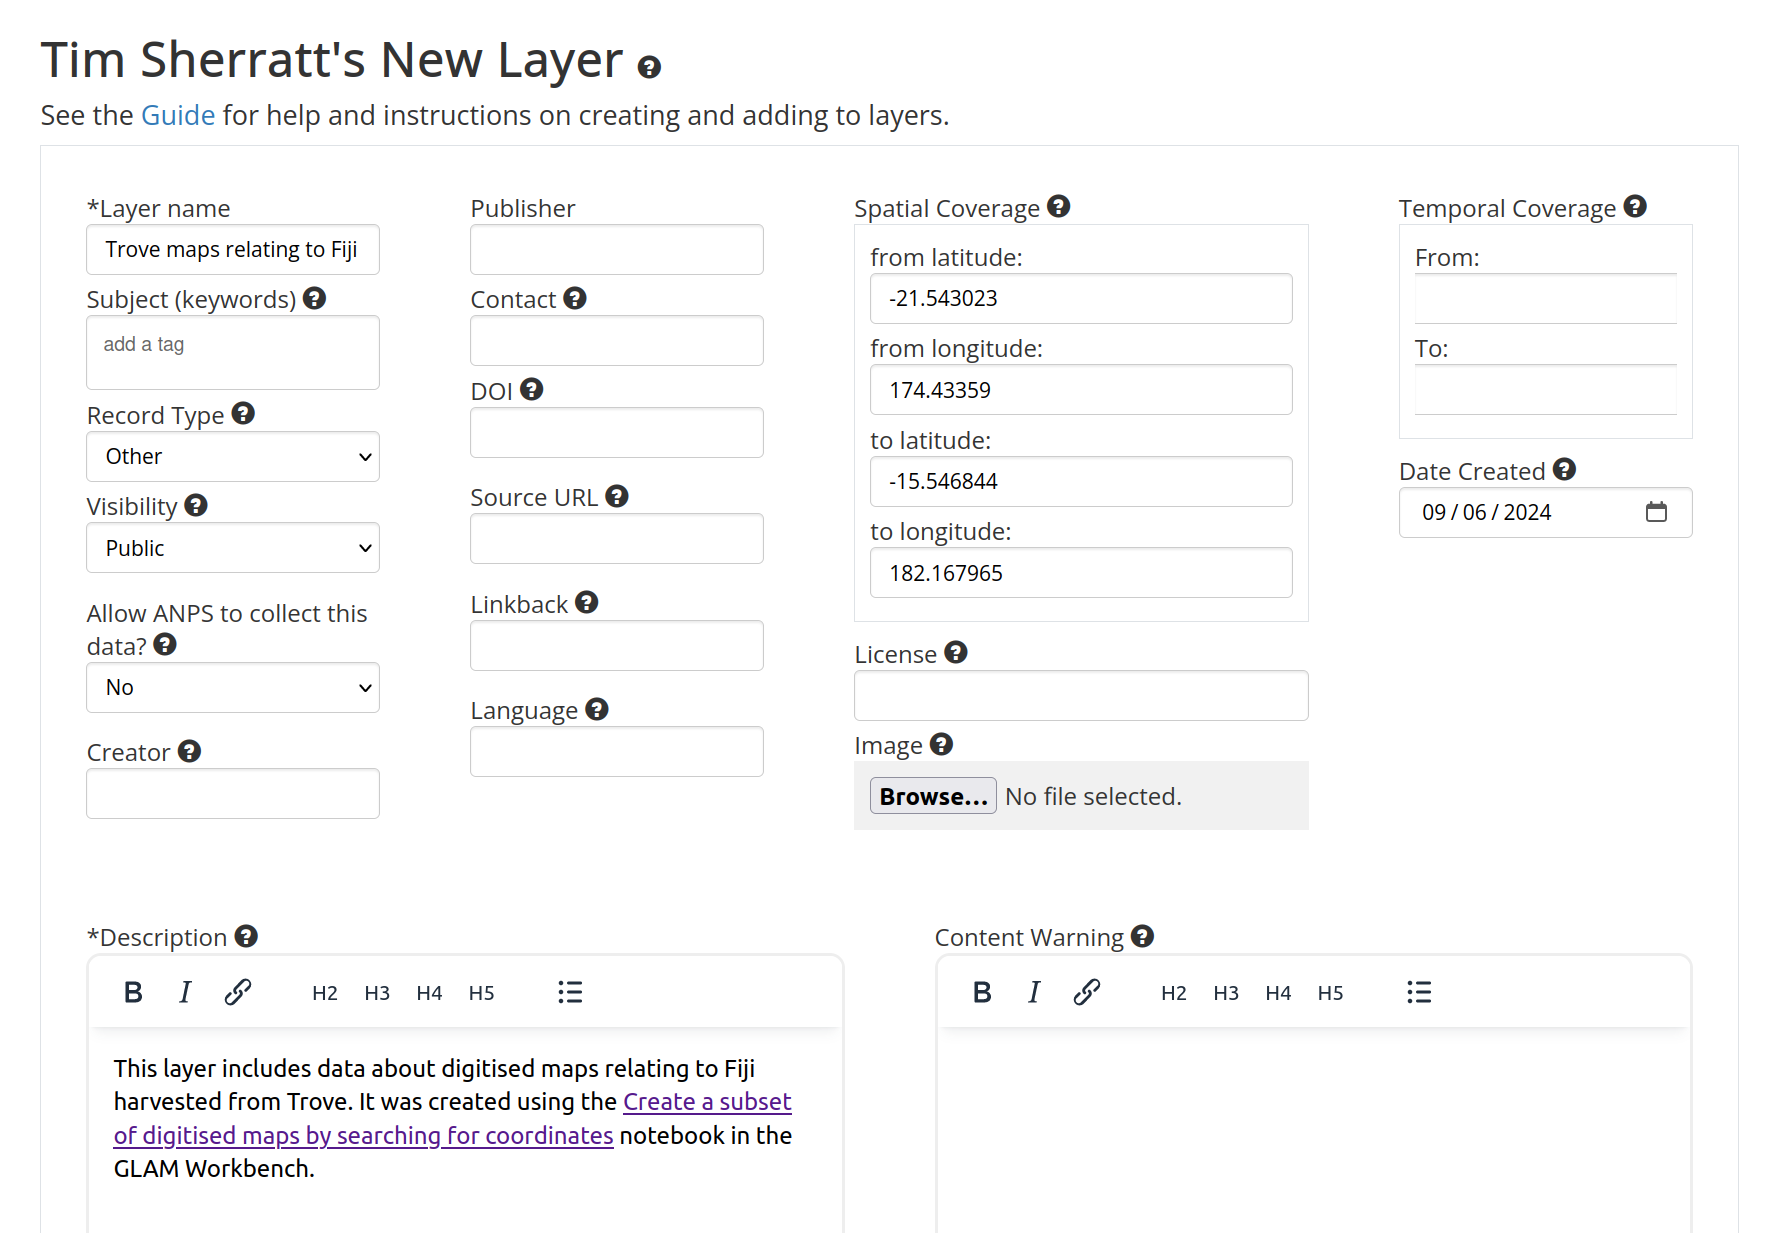 Tim Sherratt's New Layer ?
See the Guide for help and instructions on creating and adding to layers.
*Layer name
Trove maps relating to Fiji
Subject (keywords) ?
add a tag
Record Type ?
Other
Visibility ?
Public
Allow ANPS to collect this
data? ?
No
Creator ?
Publisher
Contact ?
DOI ?
Source URL ?
Linkback ?
Language ?
Spatial Coverage ?
from latitude:
-21.543023
from longitude:
174.43359
to latitude:
-15.546844
to longitude:
182.167965
License ?
Image ?
Browse... No file selected.
Temporal Coverage ?
From:
To:
Date Created ?
09 / 06 / 2024
*Description ?
B I H2 H3 H4 H5
This layer includes data about digitised maps relating to Fiji
harvested from Trove. It was created using the Create a subset
of digitised maps by searching for coordinates notebook in the
GLAM Workbench.
Content Warning ?
B I H2 H3 H4 H5